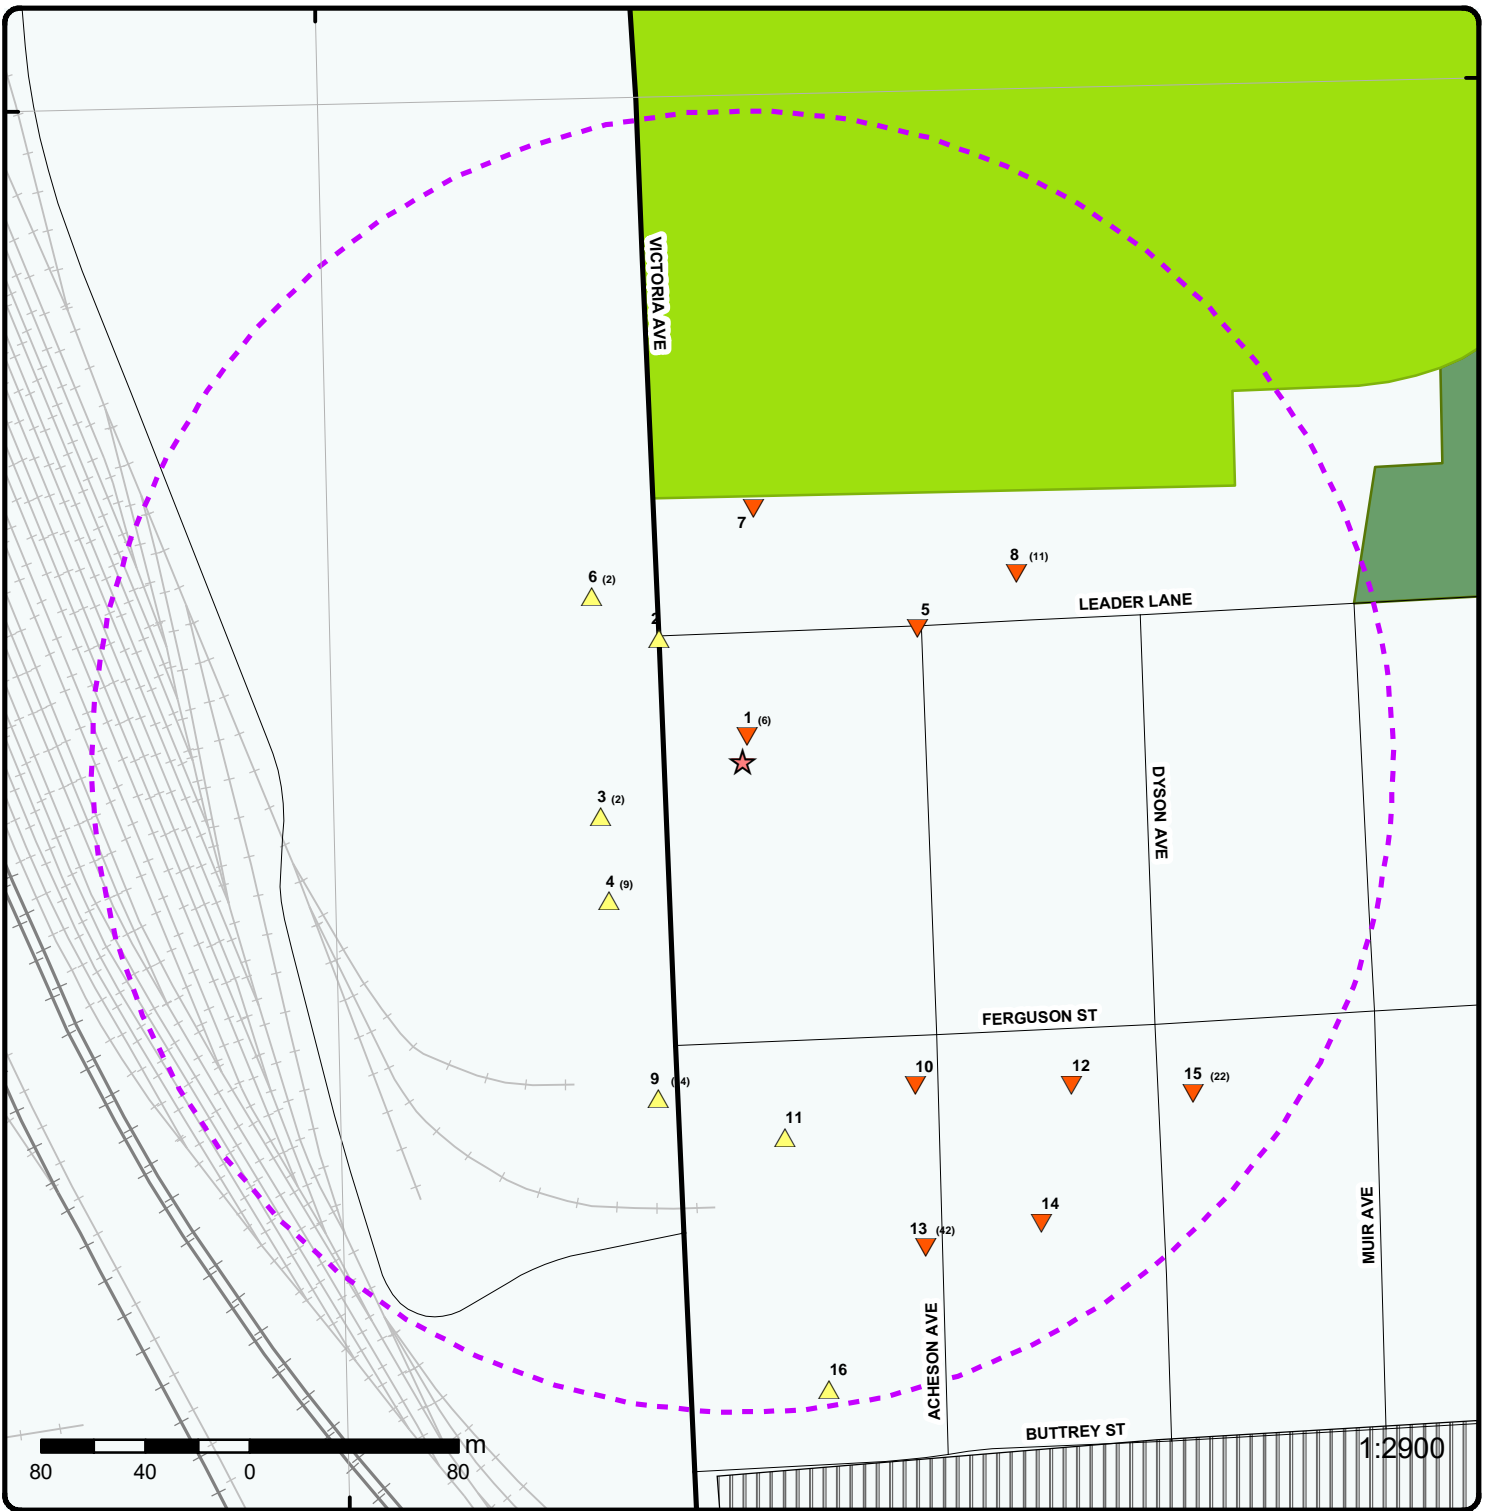 VICTORIA AVE
7
8 (11)
6 (2)
LEADER LANE
5
2
1 (6)
DYSON AVE
3 (2)
4 (9)
FERGUSON ST
10
12
15 (22)
9
11
14
13 (42)
MUIR AVE
ACHESON AVE
16
BUTTREY ST
m
1:2900
80 40 0 80